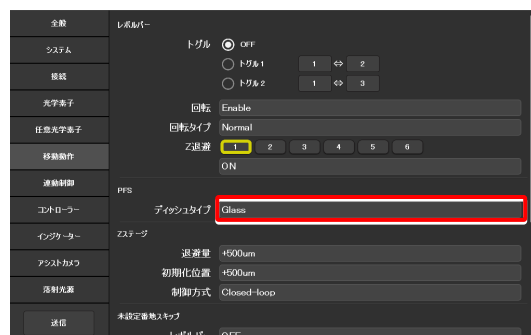 全般
システム
接続
光学素子
任意光学素子
移動動作
連動制御
コントローラー
インジケーター
アシストカメラ
落射光源
送信
レボルバー
トグル OFF
トグル1 1 ⇔ 2
トグル2 1 ⇔ 3
回転 Enable
回転タイプ Normal
Z退避 1 2 3 4 5 6
ON
PFS
ディッシュタイプ Glass
Zステージ
退避量 +500um
初期化位置 +500um
制御方式 Closed-loop
未設定番地スキップ
レボルバー OFF